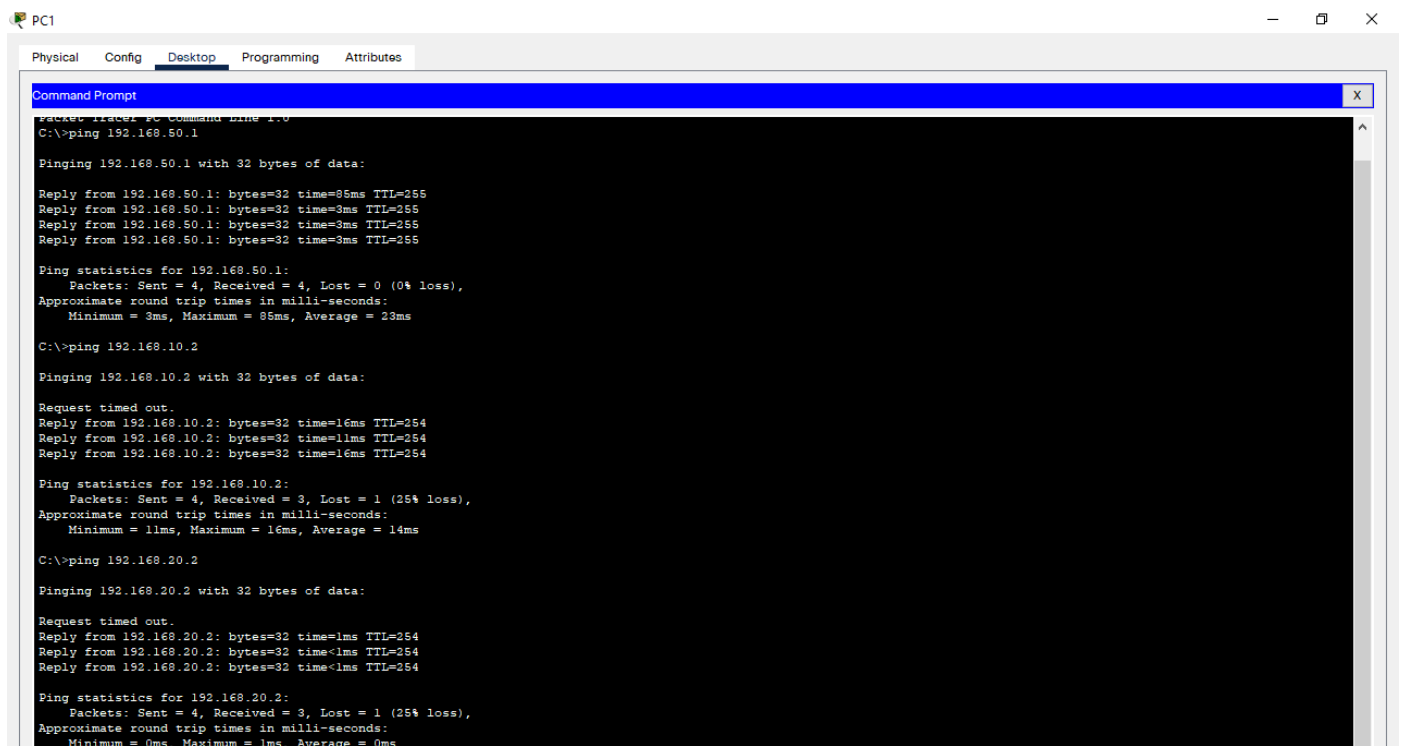 PC1
Physical Config Desktop Programming Attributes
Command Prompt X
Packet Tracer PC Command Line 1.0
C:\>ping 192.168.50.1
Pinging 192.168.50.1 with 32 bytes of data:
Reply from 192.168.50.1: bytes=32 time=85ms TTL=255
Reply from 192.168.50.1: bytes=32 time=3ms TTL=255
Reply from 192.168.50.1: bytes=32 time=3ms TTL=255
Reply from 192.168.50.1: bytes=32 time=3ms TTL=255
Ping statistics for 192.168.50.1:
Packets: Sent = 4, Received = 4, Lost = 0 (0% loss),
Approximate round trip times in milli-seconds:
Minimum = 3ms, Maximum = 85ms, Average = 23ms
C:\>ping 192.168.10.2
Pinging 192.168.10.2 with 32 bytes of data:
Request timed out.
Reply from 192.168.10.2: bytes=32 time=16ms TTL=254
Reply from 192.168.10.2: bytes=32 time=11ms TTL=254
Reply from 192.168.10.2: bytes=32 time=16ms TTL=254
Ping statistics for 192.168.10.2:
Packets: Sent = 4, Received = 3, Lost = 1 (25% loss),
Approximate round trip times in milli-seconds:
Minimum = 11ms, Maximum = 16ms, Average = 14ms
C:\>ping 192.168.20.2
Pinging 192.168.20.2 with 32 bytes of data:
Request timed out.
Reply from 192.168.20.2: bytes=32 time=1ms TTL=254
Reply from 192.168.20.2: bytes=32 time<1ms TTL=254
Reply from 192.168.20.2: bytes=32 time<1ms TTL=254
Ping statistics for 192.168.20.2:
Packets: Sent = 4, Received = 3, Lost = 1 (25% loss),
Approximate round trip times in milli-seconds:
Minimum = 0ms, Maximum = 1ms, Average = 0ms